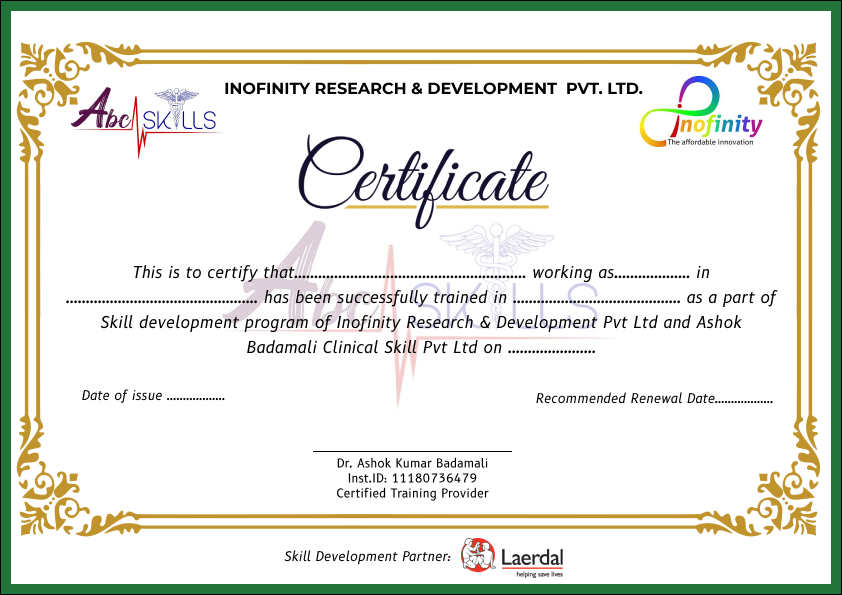 INOFINITY RESEARCH & DEVELOPMENT PVT. LTD.
Abc SKILLS
Inofinity
The affordable innovation
Certificate
Abc SKILLS
This is to certify that.......................................................... working as................... in
................................................ has been successfully trained in .......................................... as a part of
Skill development program of Inofinity Research & Development Pvt Ltd and Ashok
Badamali Clinical Skill Pvt Ltd on ......................
Date of issue ..................
Recommended Renewal Date..................
Dr. Ashok Kumar Badamali
Inst.ID: 11180736479
Certified Training Provider
Skill Development Partner:
Laerdal
helping save lives